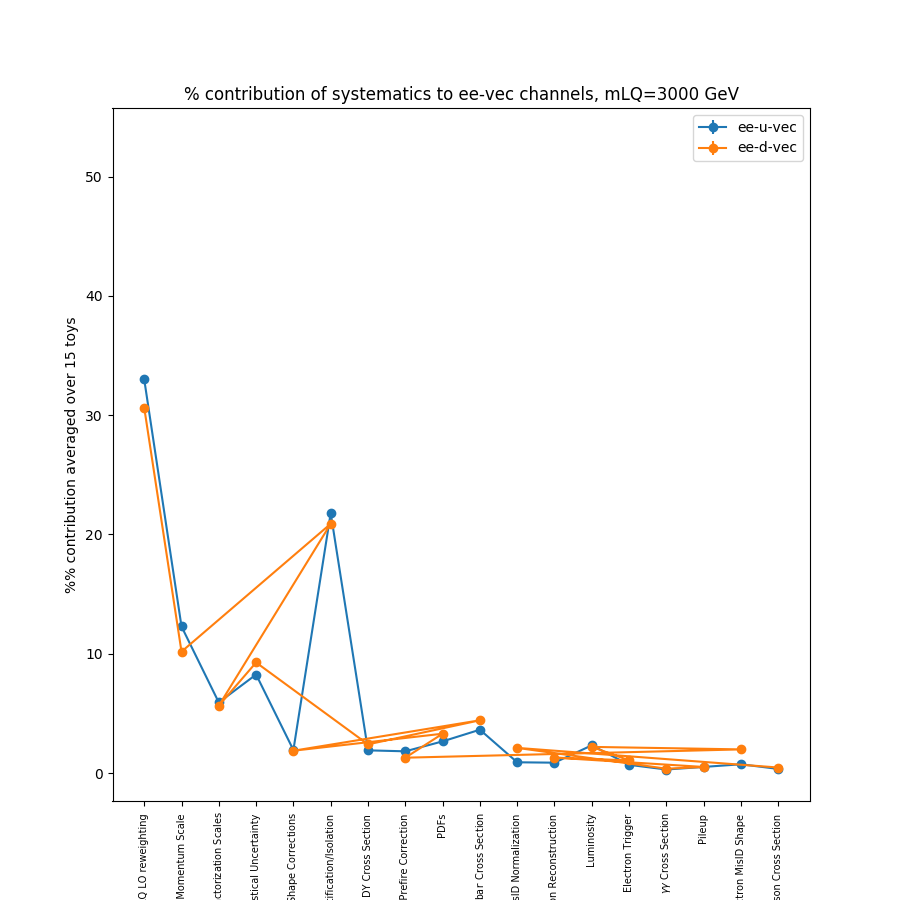 % contribution of systematics to ee-vec channels, mLQ=3000 GeV
ee-u-vec
ee-d-vec
%% contribution averaged over 15 toys
50
40
30
20
10
0
Q LO reweighting
Momentum Scale
ctorization Scales
stical Uncertainty
Shape Corrections
ification/Isolation
DY Cross Section
Prefire Correction
PDFs
bar Cross Section
sID Normalization
on Reconstruction
Luminosity
Electron Trigger
γγ Cross Section
Pileup
tron MisID Shape
son Cross Section